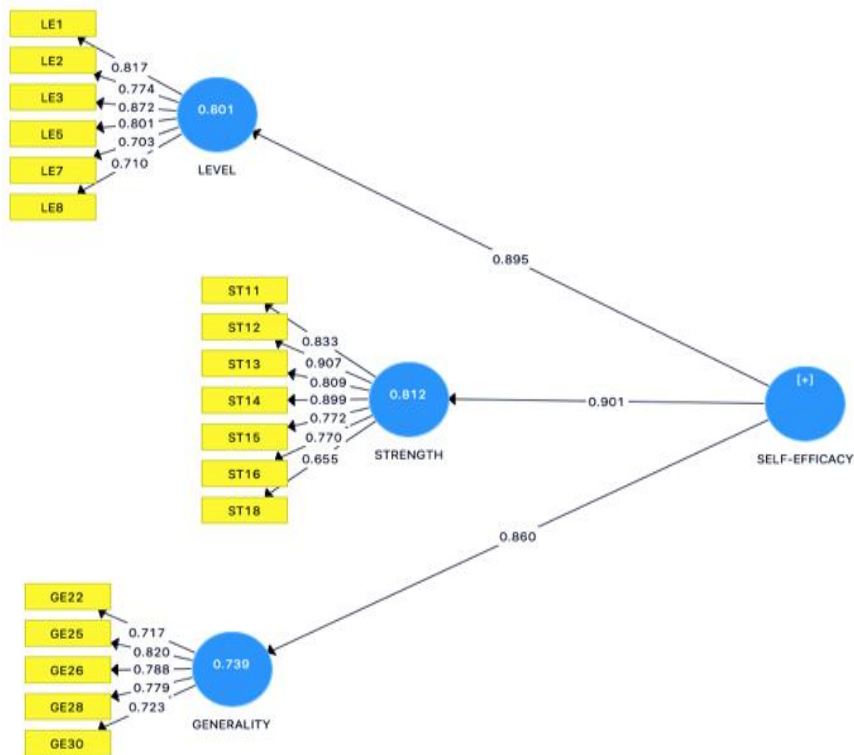 LE1
LE2
LE3
LE5
LE7
LE8
0.817
0.774
0.872
0.801
0.703
0.710
0.801
LEVEL
0.895
ST11
ST12
ST13
ST14
ST15
ST16
ST18
0.833
0.907
0.809
0.899
0.772
0.770
0.655
0.812
STRENGTH
0.901
[+]
SELF-EFFICACY
0.860
GE22
GE25
GE26
GE28
GE30
0.717
0.820
0.788
0.779
0.723
0.739
GENERALITY